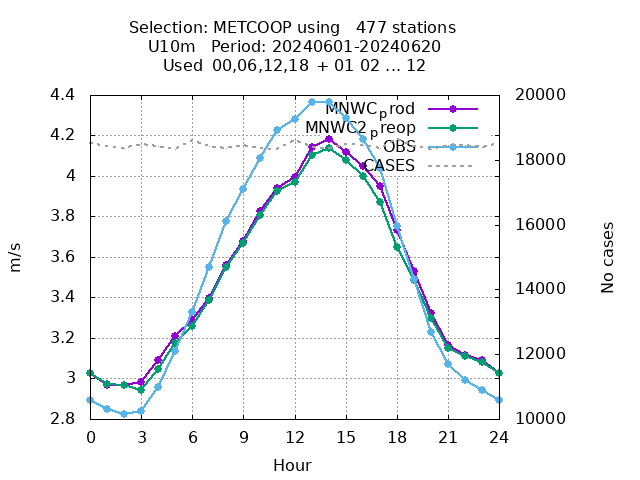 Selection: METCOOP using   477 stations
U10m   Period: 20240601-20240620
Used  00,06,12,18  + 01 02 ... 12
4.4
4.2
4
3.8
3.6
3.4
3.2
3
2.8
m/s
MNWCprod
MNWC2preop
OBS
CASES
20000
18000
16000
14000
12000
10000
No cases
0 3 6 9 12 15 18 21 24
Hour